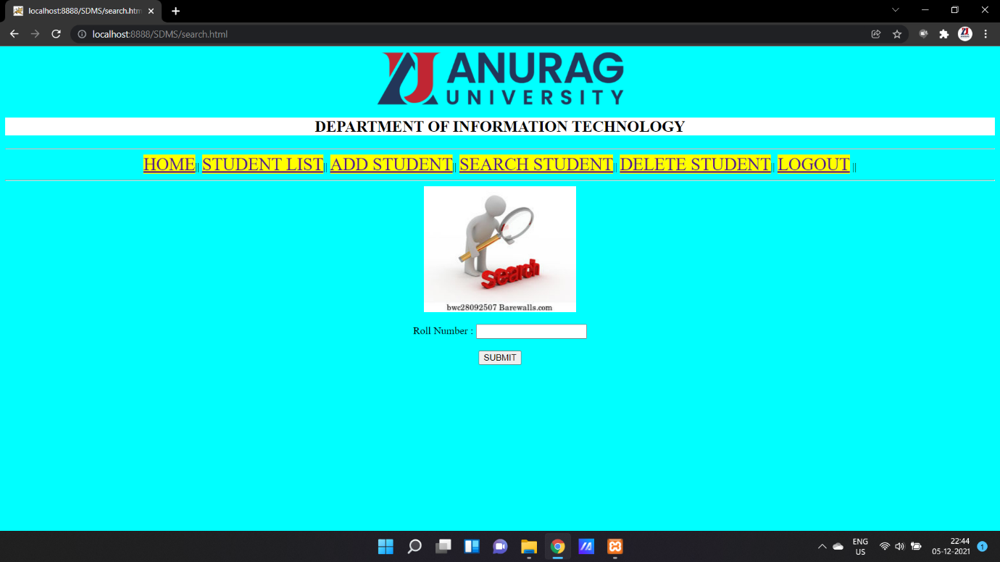 localhost:8888/SDMS/search.htm
localhost:8888/SDMS/search.html
ANURAG
UNIVERSITY
DEPARTMENT OF INFORMATION TECHNOLOGY
HOME|| STUDENT LIST|| ADD STUDENT|| SEARCH STUDENT|| DELETE STUDENT|| LOGOUT ||
search
bwc28092507 Barewalls.com
Roll Number :
SUBMIT
ENG
US
22:44
05-12-2021
1